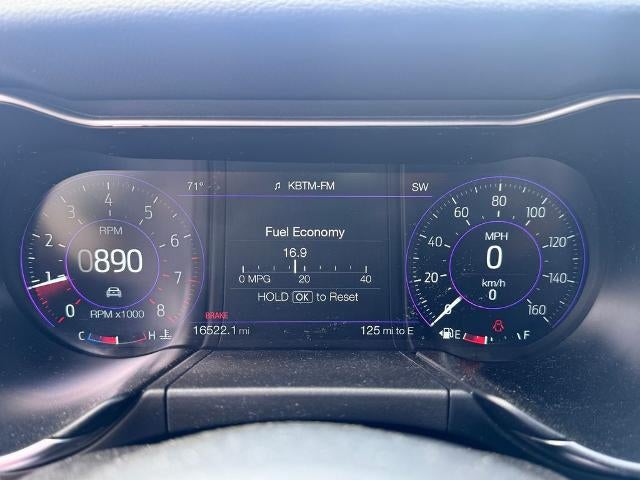 71° ♫ KBTM-FM SW
0 1 2 3 4 5 6 7 8
RPM
0890
RPM x1000
C H
Fuel Economy
16.9
0 MPG 20 40
HOLD OK to Reset
BRAKE
16522.1 mi 125 mi to E
0 20 40 60 80 100 120 140 160
MPH
0
km/h
0
E F